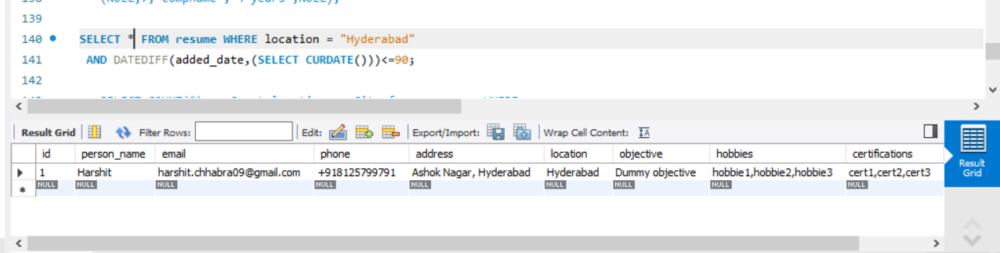 139
140 SELECT * FROM resume WHERE location = "Hyderabad"
141 AND DATEDIFF(added_date,(SELECT CURDATE()))<=90;
142
Result Grid Filter Rows: Edit: Export/Import: Wrap Cell Content:
id person_name email phone address location objective hobbies certifications
1 Harshit harshit.chhabra09@gmail.com +918125799791 Ashok Nagar, Hyderabad Hyderabad Dummy objective hobbie1,hobbie2,hobbie3 cert1,cert2,cert3
NULL NULL NULL NULL NULL NULL NULL NULL NULL
Result
Grid